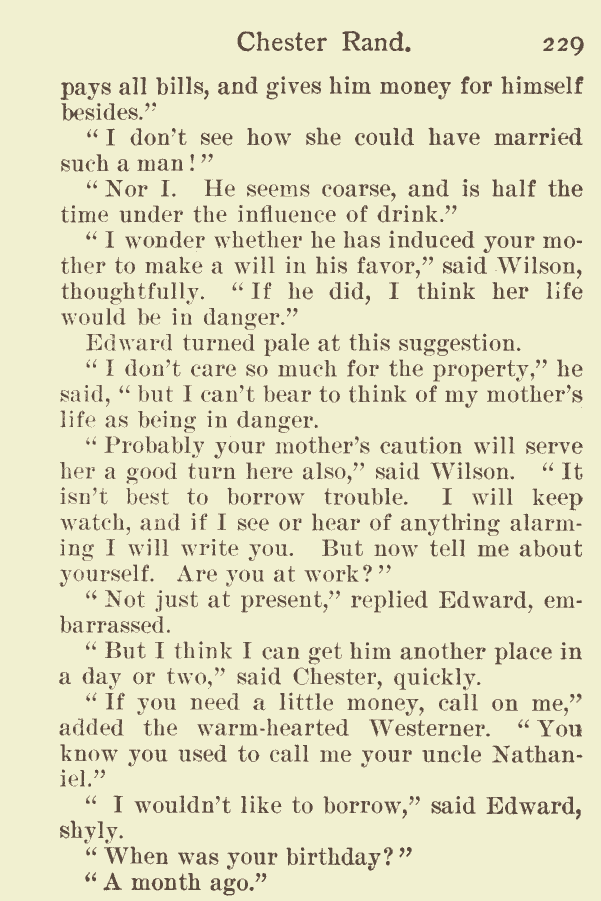 Chester Rand. 229
pays all bills, and gives him money for himself
besides.”
“ I don’t see how she could have married
such a man ! ”
“ Nor I. He seems coarse, and is half the
time under the influence of drink.”
“ I wonder whether he has induced your mo-
ther to make a will in his favor,” said Wilson,
thoughtfully. “ If he did, I think her life
would be in danger.”
Edward turned pale at this suggestion.
“ I don’t care so much for the property,” he
said, “ but I can’t bear to think of my mother’s
life as being in danger.
“ Probably your mother’s caution will serve
her a good turn here also,” said Wilson. “ It
isn’t best to borrow trouble. I will keep
watch, and if I see or hear of anything alarm-
ing I will write you. But now tell me about
yourself. Are you at work? ”
“ Not just at present,” replied Edward, em-
barrassed.
“ But I think I can get him another place in
a day or two,” said Chester, quickly.
“ If you need a little money, call on me,”
added the warm-hearted Westerner. “ You
know you used to call me your uncle Nathan-
iel.”
“ I wouldn’t like to borrow,” said Edward,
shyly.
“ When was your birthday? ”
“ A month ago.”